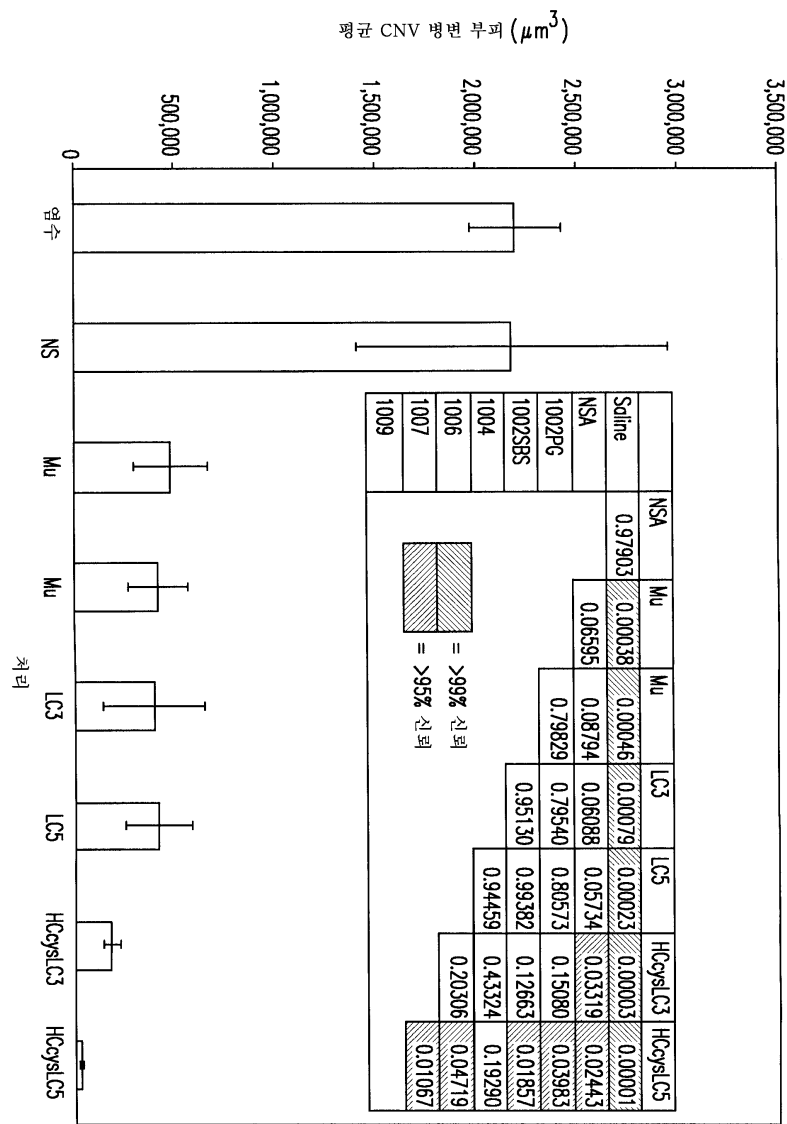 평균 CNV 병변 부피 (μm³)
3,500,000
3,000,000
2,500,000
2,000,000
1,500,000
1,000,000
500,000
0
NSA Mu Mu LC3 LC5 HCcysLC3 HCcysLC5
Saline 0.97903 0.00038 0.00046 0.00079 0.00023 0.00003 0.00001
NSA 0.06595 0.08794 0.06088 0.05734 0.03319 0.02443
1002PG 0.79829 0.79540 0.80573 0.15080 0.03983
1002SBS 0.95130 0.99382 0.12663 0.01857
1004 0.94459 0.43324 0.19290
1006 0.20306 0.04719
1007 0.01067
1009
= >99% 신뢰
= >95% 신뢰
염수 NS Mu Mu LC3 LC5 HCcysLC3 HCcysLC5
처리